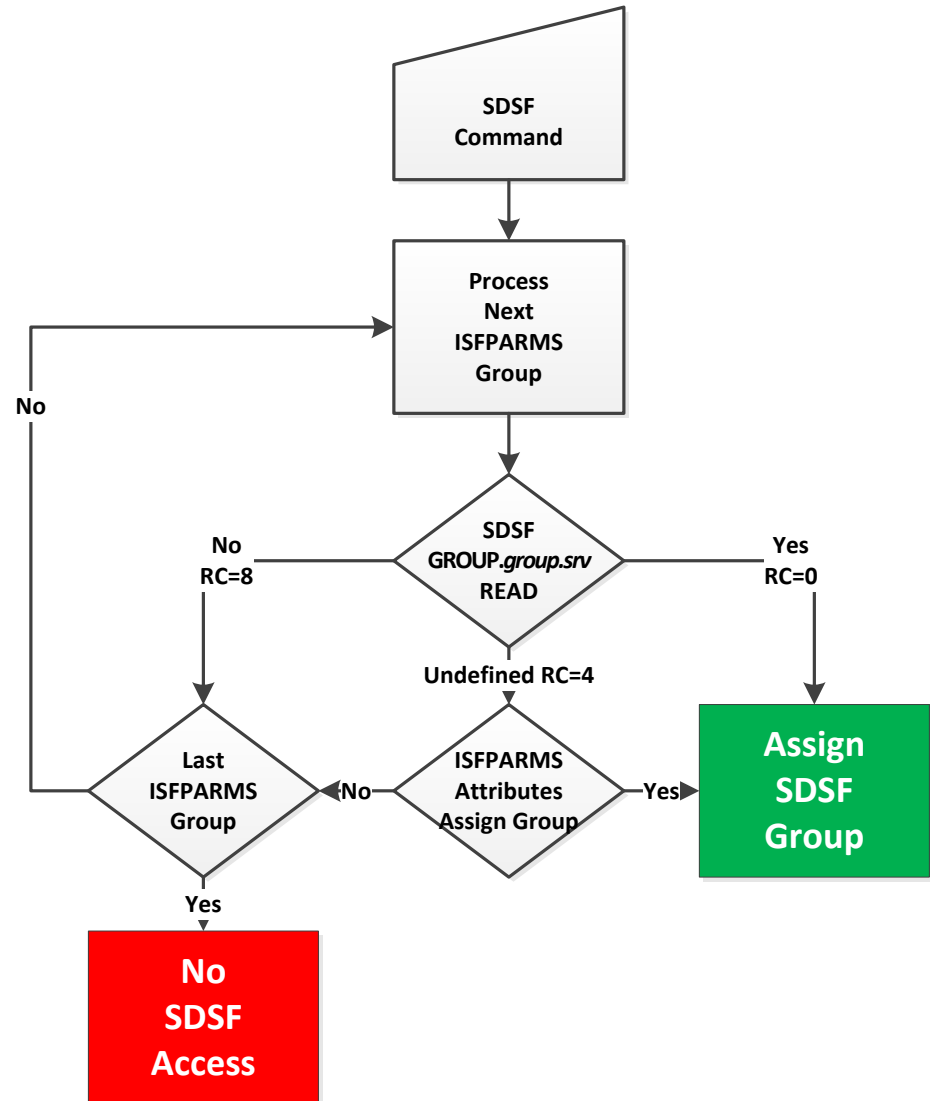 SDSF
Command
Process
Next
ISFPARMS
Group
No
SDSF
GROUP.group.srv
READ
No
RC=8
Yes
RC=0
Undefined RC=4
Last
ISFPARMS
Group
No
ISFPARMS
Attributes
Assign Group
Yes
Assign
SDSF
Group
Yes
No
SDSF
Access